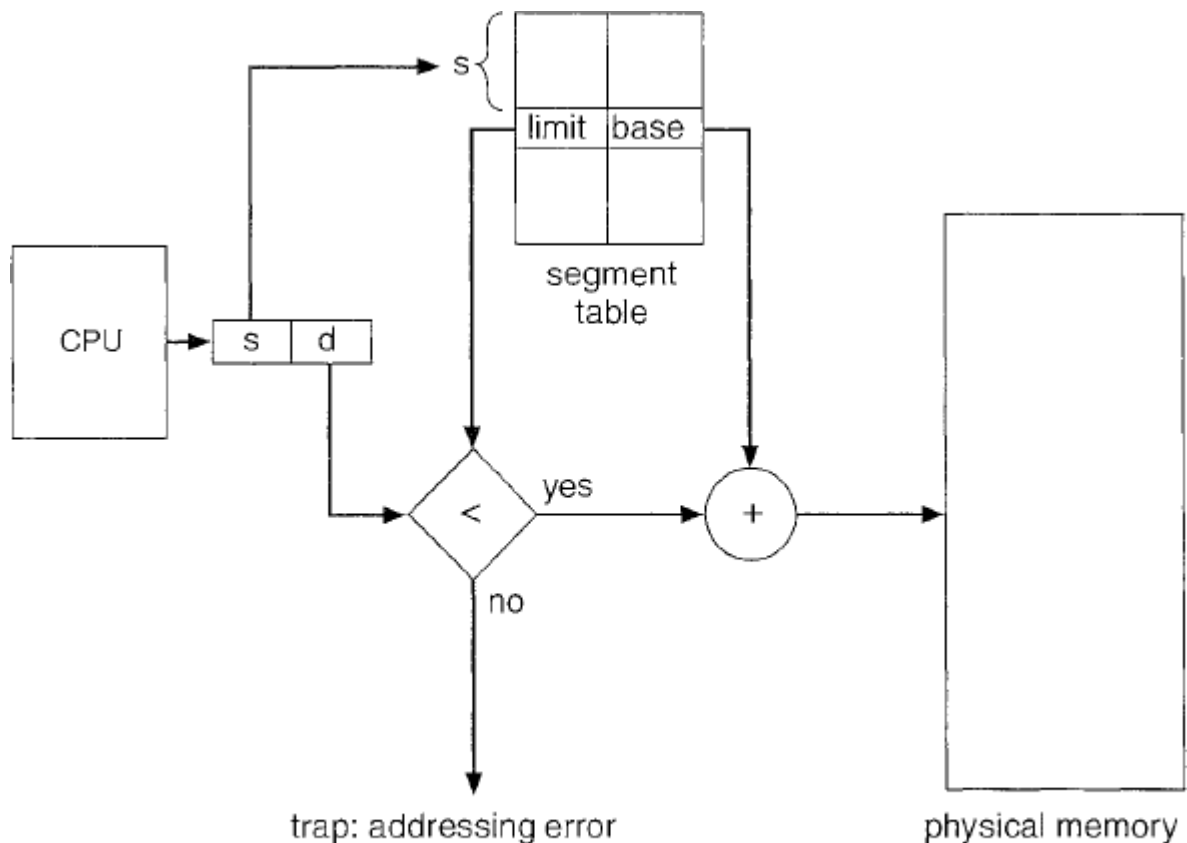 s
limit base
segment
table
CPU
s d
< yes +
no
trap: addressing error
physical memory